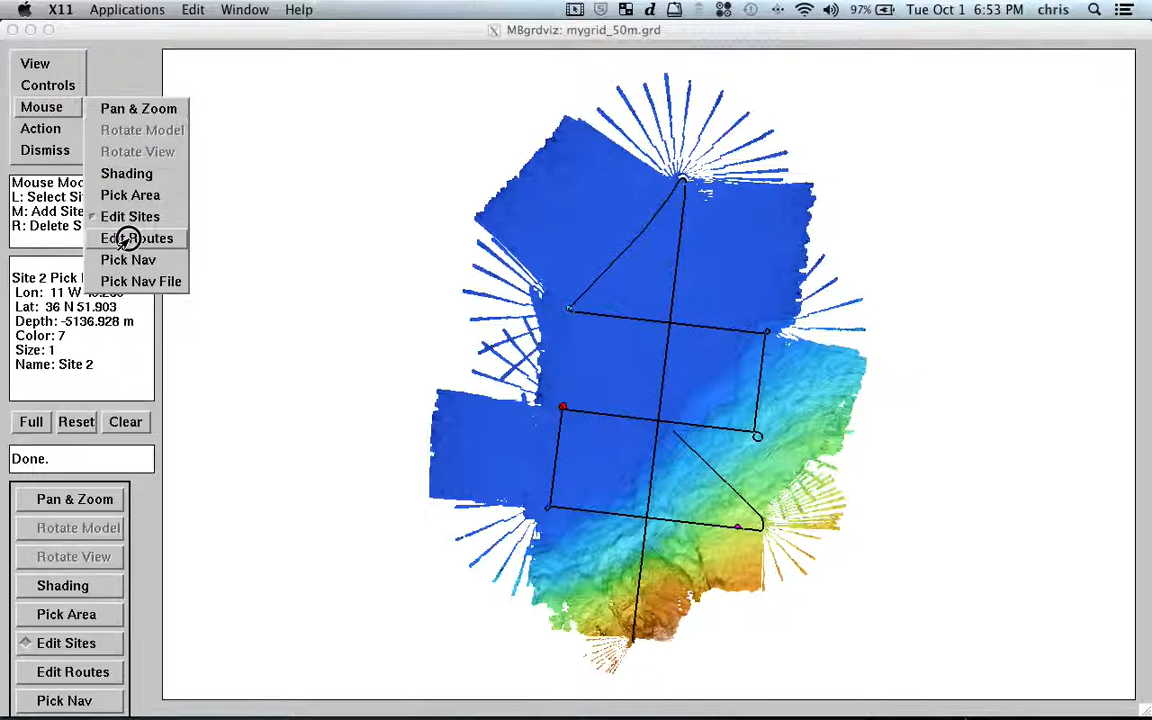 X11 Applications Edit Window Help 97% Tue Oct 1 6:53 PM chris
MBgrdviz: mygrid_50m.grd
View
Controls
Mouse
Action
Dismiss
Pan & Zoom
Rotate Model
Rotate View
Shading
Pick Area
Edit Sites
Edit Routes
Pick Nav
Pick Nav File
Mouse Mod
L: Select Si
M: Add Site
R: Delete S
Site 2 Pick
Lon: 11 W
Lat: 36 N 51.903
Depth: -5136.928 m
Color: 7
Size: 1
Name: Site 2
Full Reset Clear
Done.
Pan & Zoom
Rotate Model
Rotate View
Shading
Pick Area
Edit Sites
Edit Routes
Pick Nav